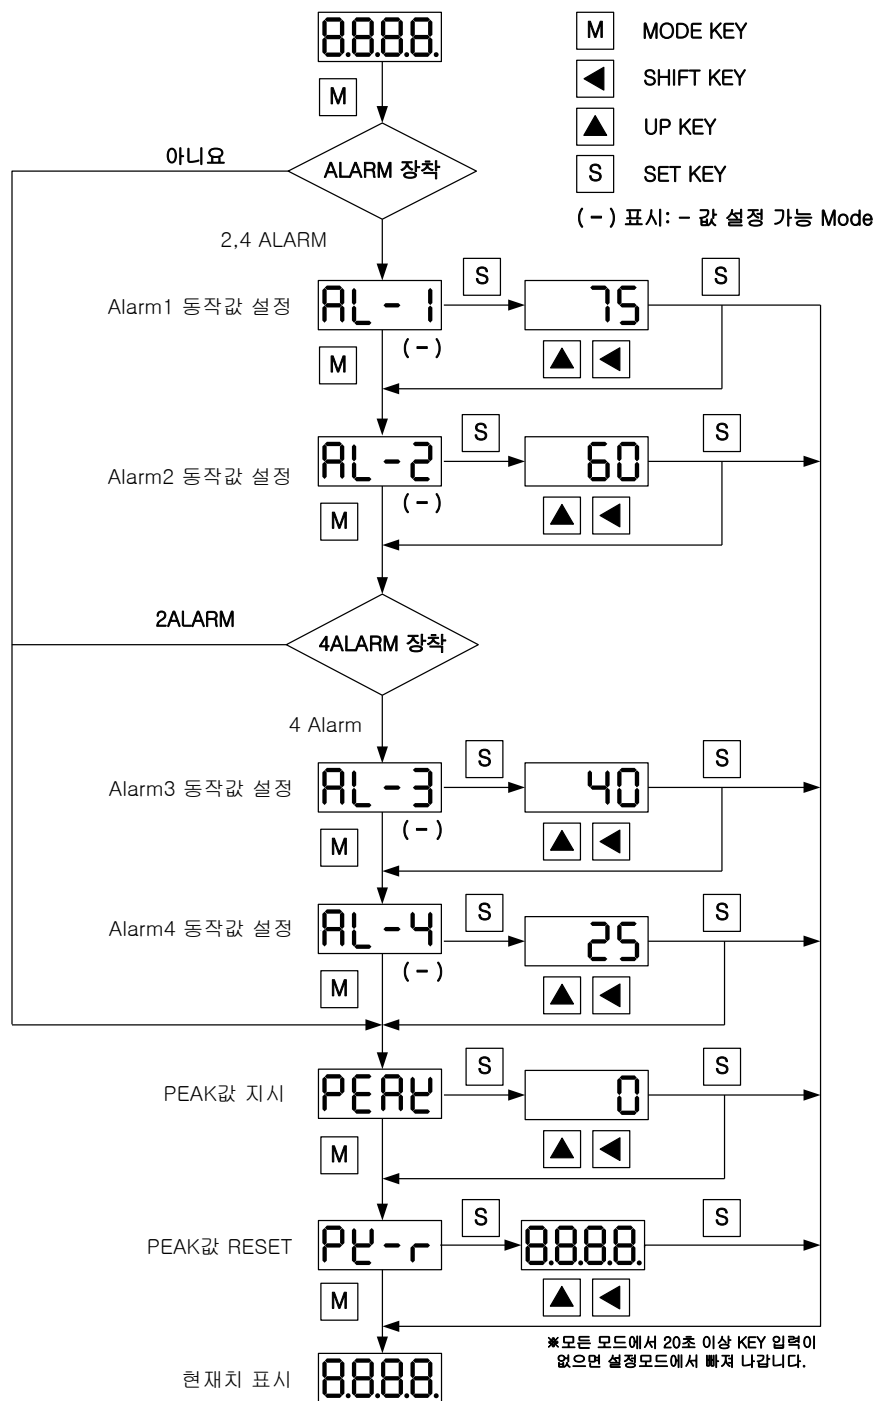 8.8.8.8.
M MODE KEY
SHIFT KEY
UP KEY
S SET KEY
( - ) 표시: - 값 설정 가능 Mode
M
아니요
ALARM 장착
2,4 ALARM
Alarm1 동작값 설정
AL-1
S
75
S
( - )
M
Alarm2 동작값 설정
AL-2
S
60
S
( - )
M
2ALARM
4ALARM 장착
4 Alarm
Alarm3 동작값 설정
AL-3
S
40
S
( - )
M
Alarm4 동작값 설정
AL-4
S
25
S
( - )
M
PEAK값 지시
PEAK
S
0
S
M
PEAK값 RESET
PK-r
S
8.8.8.8.
S
M
※모든 모드에서 20초 이상 KEY 입력이
없으면 설정모드에서 빠져 나갑니다.
현재치 표시
8.8.8.8.